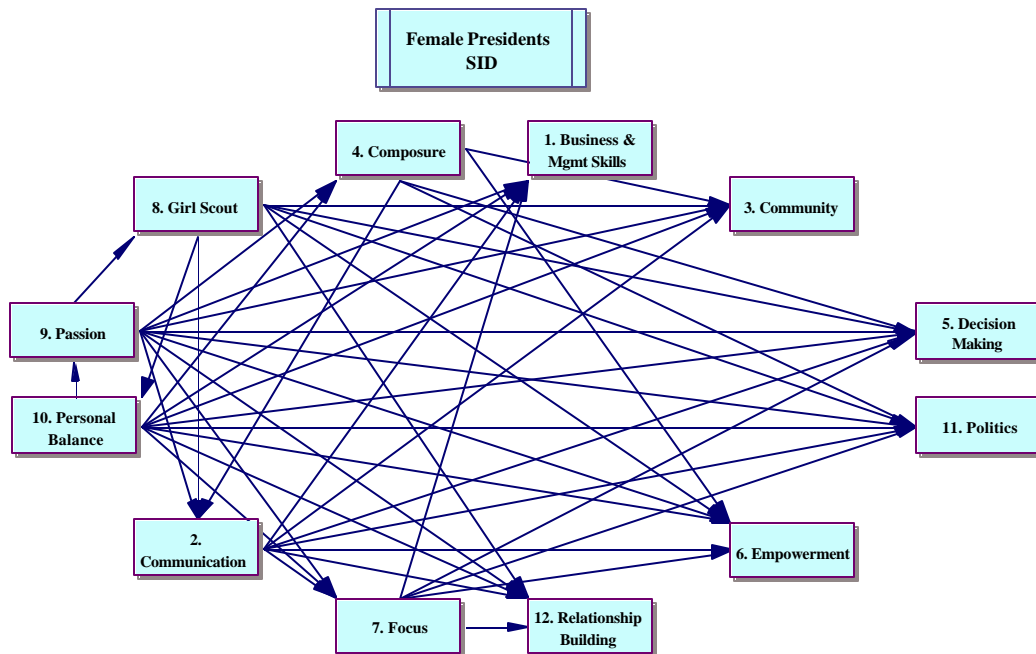 Female Presidents
SID
4. Composure
1. Business &
Mgmt Skills
8. Girl Scout
3. Community
9. Passion
5. Decision
Making
10. Personal
Balance
11. Politics
2.
Communication
6. Empowerment
7. Focus
12. Relationship
Building